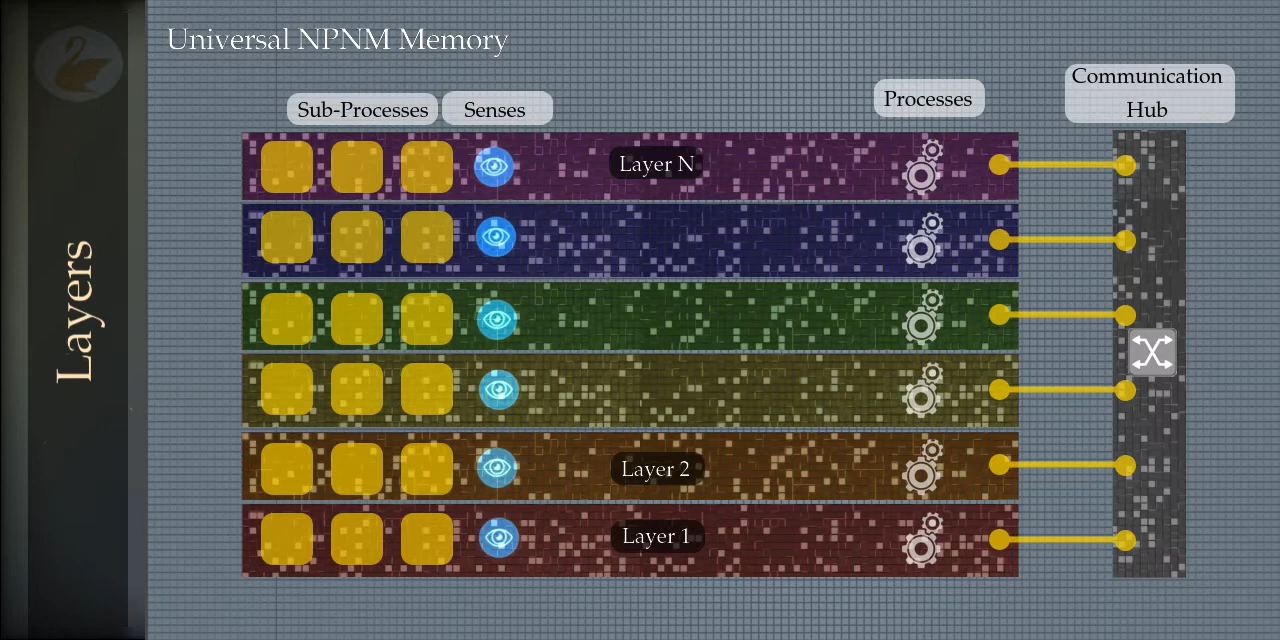 Universal NPNM Memory
Communication
Hub
Processes
Sub-Processes
Senses
Layers
Layer N
Layer 2
Layer 1